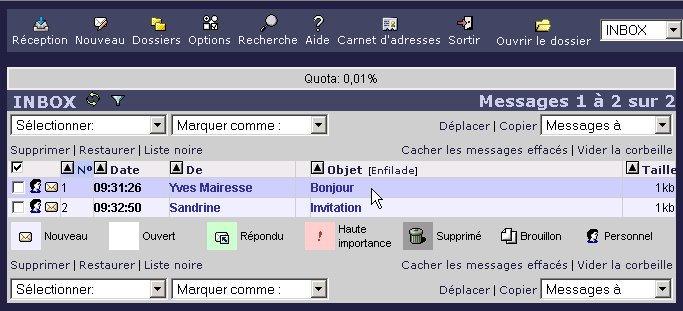 Réception Nouveau Dossiers Options Recherche Aide Carnet d'adresses Sortir Ouvrir le dossier INBOX
Quota: 0,01%
INBOX Messages 1 à 2 sur 2
Sélectionner: Marquer comme : Déplacer | Copier Messages à
Supprimer | Restaurer | Liste noire Cacher les messages effacés | Vider la corbeille
Nº Date De Objet [Enfilade] Taille
1 09:31:26 Yves Mairesse Bonjour 1kb
2 09:32:50 Sandrine Invitation 1kb
Nouveau Ouvert Répondu Haute importance Supprimé Brouillon Personnel
Supprimer | Restaurer | Liste noire Cacher les messages effacés | Vider la corbeille
Sélectionner: Marquer comme : Déplacer | Copier Messages à